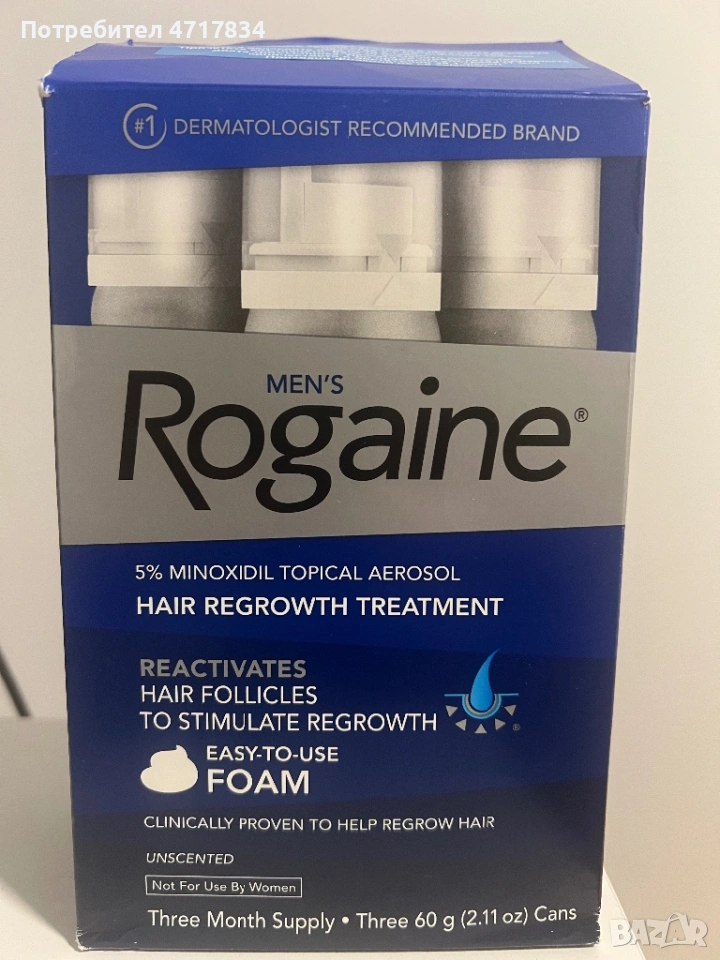 Потребител 4717834
#1 DERMATOLOGIST RECOMMENDED BRAND
MEN'S
Rogaine®
5% MINOXIDIL TOPICAL AEROSOL
HAIR REGROWTH TREATMENT
REACTIVATES
HAIR FOLLICLES
TO STIMULATE REGROWTH
®
EASY-TO-USE
FOAM
CLINICALLY PROVEN TO HELP REGROW HAIR
UNSCENTED
Not For Use By Women
Three Month Supply • Three 60 g (2.11 oz) Cans
BAZAR